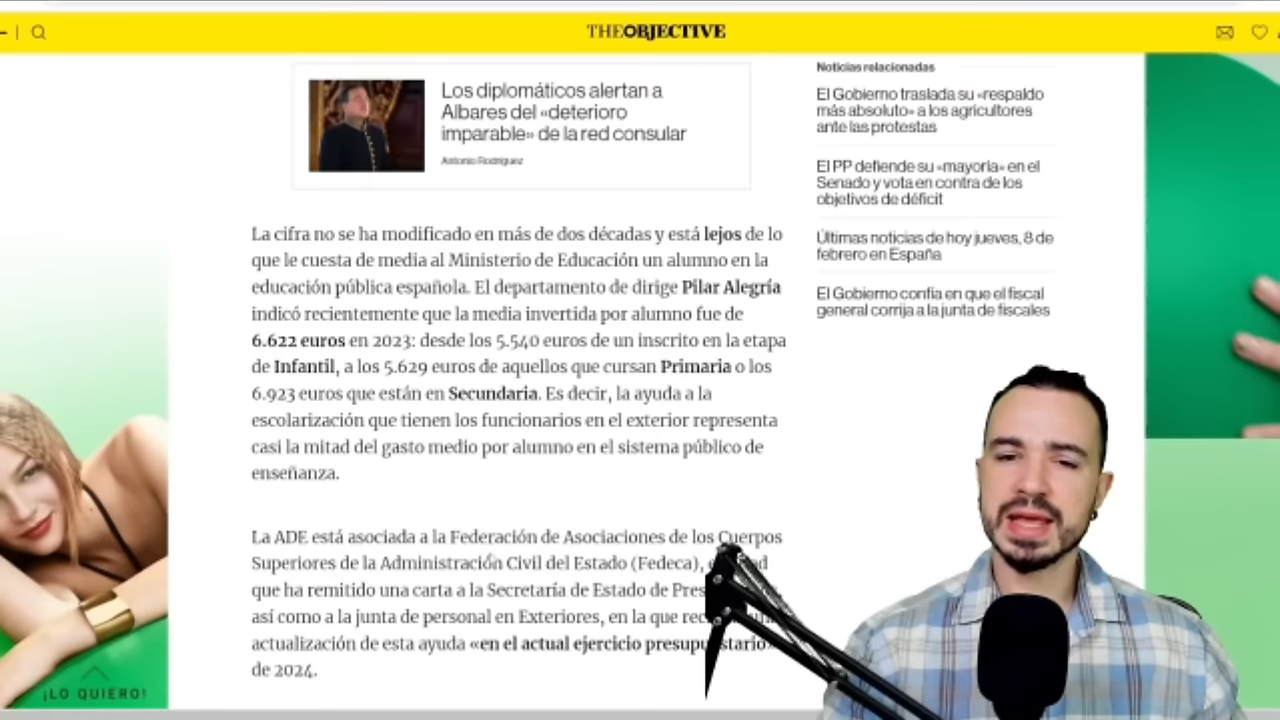 THEOBJECTIVE
Los diplomáticos alertan a
Albares del «deterioro
imparable» de la red consular
Antonio Rodríguez
La cifra no se ha modificado en más de dos décadas y está lejos de lo
que le cuesta de media al Ministerio de Educación un alumno en la
educación pública española. El departamento de dirige Pilar Alegría
indicó recientemente que la media invertida por alumno fue de
6.622 euros en 2023: desde los 5.540 euros de un inscrito en la etapa
de Infantil, a los 5.629 euros de aquellos que cursan Primaria o los
6.923 euros que están en Secundaria. Es decir, la ayuda a la
escolarización que tienen los funcionarios en el exterior representa
casi la mitad del gasto medio por alumno en el sistema público de
enseñanza.
La ADE está asociada a la Federación de Asociaciones de los Cuerpos
Superiores de la Administración Civil del Estado (Fedeca),
que ha remitido una carta a la Secretaría de Estado de
así como a la junta de personal en Exteriores, en la que
actualización de esta ayuda «en el actual ejercicio presupuestario»
de 2024.
Noticias relacionadas
El Gobierno traslada su «respaldo
más absoluto» a los agricultores
ante las protestas
El PP defiende su «mayoría» en el
Senado y vota en contra de los
objetivos de déficit
Últimas noticias de hoy jueves, 8 de
febrero en España
El Gobierno confía en que el fiscal
general corrija a la junta de fiscales
¡LO QUIERO!